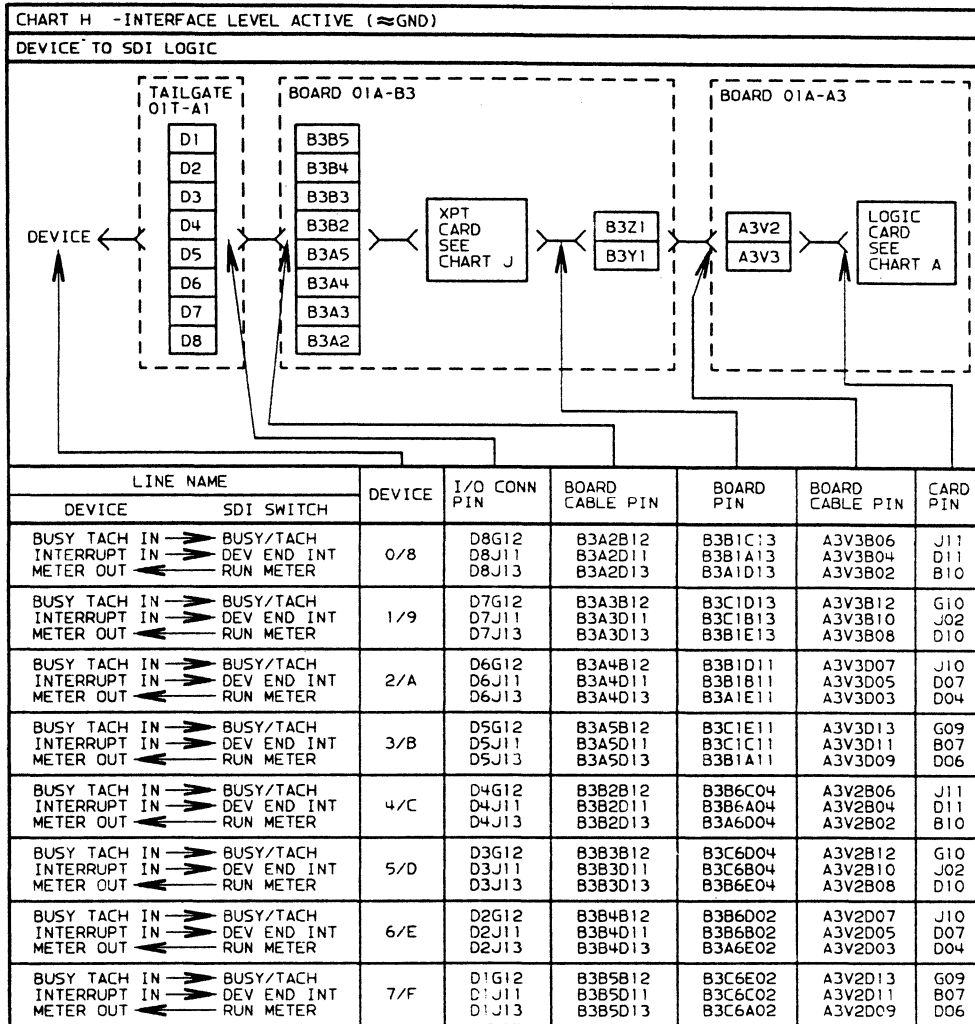 CHART H -INTERFACE LEVEL ACTIVE (≈GND)
DEVICE TO SDI LOGIC
TAILGATE
01T-A1
D1
D2
D3
D4
D5
D6
D7
D8
BOARD 01A-B3
B3B5
B3B4
B3B3
B3B2
B3A5
B3A4
B3A3
B3A2
DEVICE
XPT
CARD
SEE
CHART J
B3Z1
B3Y1
BOARD 01A-A3
A3V2
A3V3
LOGIC
CARD
SEE
CHART A
LINE NAME
DEVICE SDI SWITCH
DEVICE
I/O CONN
PIN
BOARD
CABLE PIN
BOARD
PIN
BOARD
CABLE PIN
CARD
PIN
BUSY TACH IN BUSY/TACH D8G12 B3A2B12 B3B1C13 A3V3B06 J11
INTERRUPT IN DEV END INT 0/8 D8J11 B3A2D11 B3B1A13 A3V3B04 D11
METER OUT RUN METER D8J13 B3A2D13 B3A1D13 A3V3B02 B10
BUSY TACH IN BUSY/TACH D7G12 B3A3B12 B3C1D13 A3V3B12 G10
INTERRUPT IN DEV END INT 1/9 D7J11 B3A3D11 B3C1B13 A3V3B10 J02
METER OUT RUN METER D7J13 B3A3D13 B3B1E13 A3V3B08 D10
BUSY TACH IN BUSY/TACH D6G12 B3A4B12 B3B1D11 A3V3D07 J10
INTERRUPT IN DEV END INT 2/A D6J11 B3A4D11 B3B1B11 A3V3D05 D07
METER OUT RUN METER D6J13 B3A4D13 B3A1E11 A3V3D03 D04
BUSY TACH IN BUSY/TACH D5G12 B3A5B12 B3C1E11 A3V3D13 G09
INTERRUPT IN DEV END INT 3/B D5J11 B3A5D11 B3C1C11 A3V3D11 B07
METER OUT RUN METER D5J13 B3A5D13 B3B1A11 A3V3D09 D06
BUSY TACH IN BUSY/TACH D4G12 B3B2B12 B3B6C04 A3V2B06 J11
INTERRUPT IN DEV END INT 4/C D4J11 B3B2D11 B3B6A04 A3V2B04 D11
METER OUT RUN METER D4J13 B3B2D13 B3A6D04 A3V2B02 B10
BUSY TACH IN BUSY/TACH D3G12 B3B3B12 B3C6D04 A3V2B12 G10
INTERRUPT IN DEV END INT 5/D D3J11 B3B3D11 B3C6B04 A3V2B10 J02
METER OUT RUN METER D3J13 B3B3D13 B3B6E04 A3V2B08 D10
BUSY TACH IN BUSY/TACH D2G12 B3B4B12 B3B6D02 A3V2D07 J10
INTERRUPT IN DEV END INT 6/E D2J11 B3B4D11 B3B6B02 A3V2D05 D07
METER OUT RUN METER D2J13 B3B4D13 B3A6E02 A3V2D03 D04
BUSY TACH IN BUSY/TACH D1G12 B3B5B12 B3C6E02 A3V2D13 G09
INTERRUPT IN DEV END INT 7/F D1J11 B3B5D11 B3C6C02 A3V2D11 B07
METER OUT RUN METER D1J13 B3B5D13 B3C6A02 A3V2D09 D06